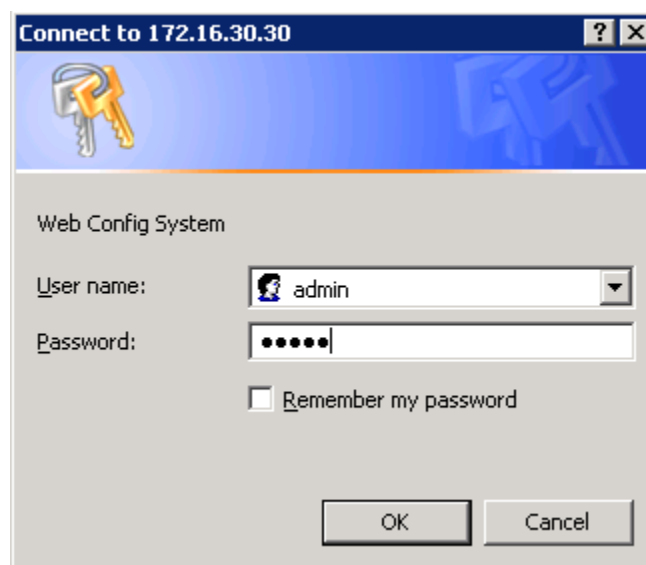 Connect to 172.16.30.30
Web Config System
User name: admin
Password: •••••
Remember my password
OK Cancel